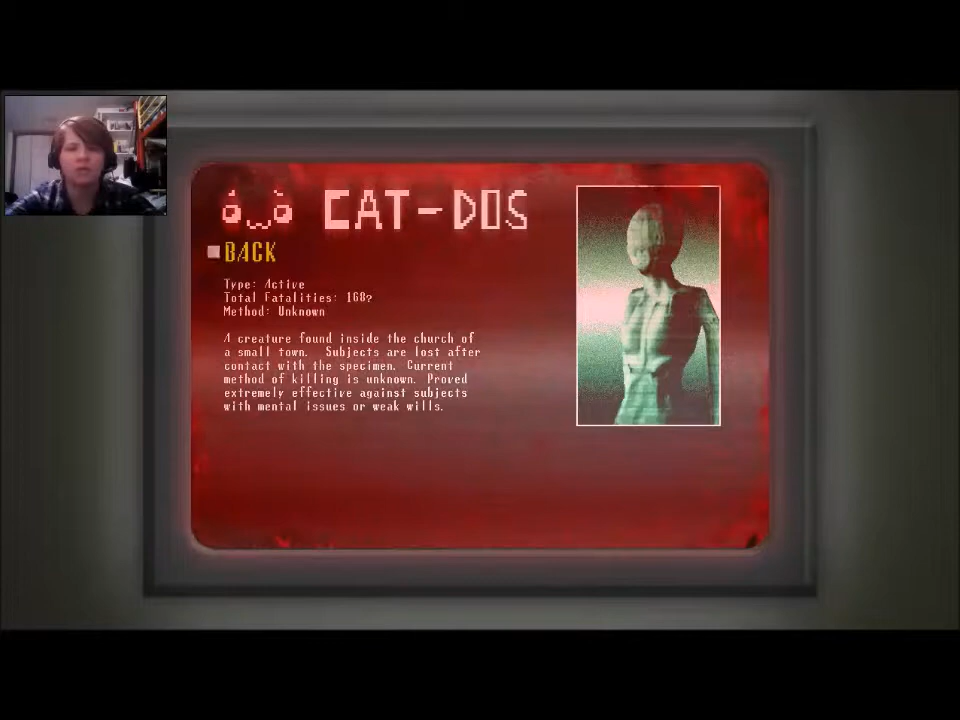 CAT-DOS
BACK
Type: Active
Total Fatalities: 168?
Method: Unknown
A creature found inside the church of
a small town. Subjects are lost after
contact with the specimen. Current
method of killing is unknown. Proved
extremely effective against subjects
with mental issues or weak wills.